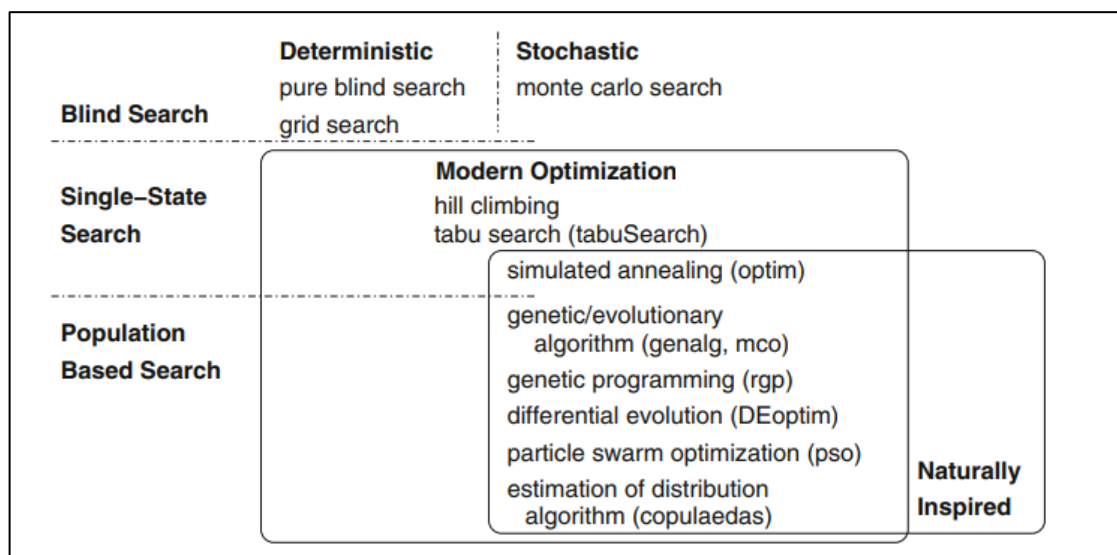 Deterministic
Stochastic
pure blind search
monte carlo search
Blind Search
grid search
Modern Optimization
Single−State
Search
hill climbing
tabu search (tabuSearch)
simulated annealing (optim)
Population
Based Search
genetic/evolutionary
algorithm (genalg, mco)
genetic programming (rgp)
differential evolution (DEoptim)
particle swarm optimization (pso)
estimation of distribution
algorithm (copulaedas)
Naturally
Inspired